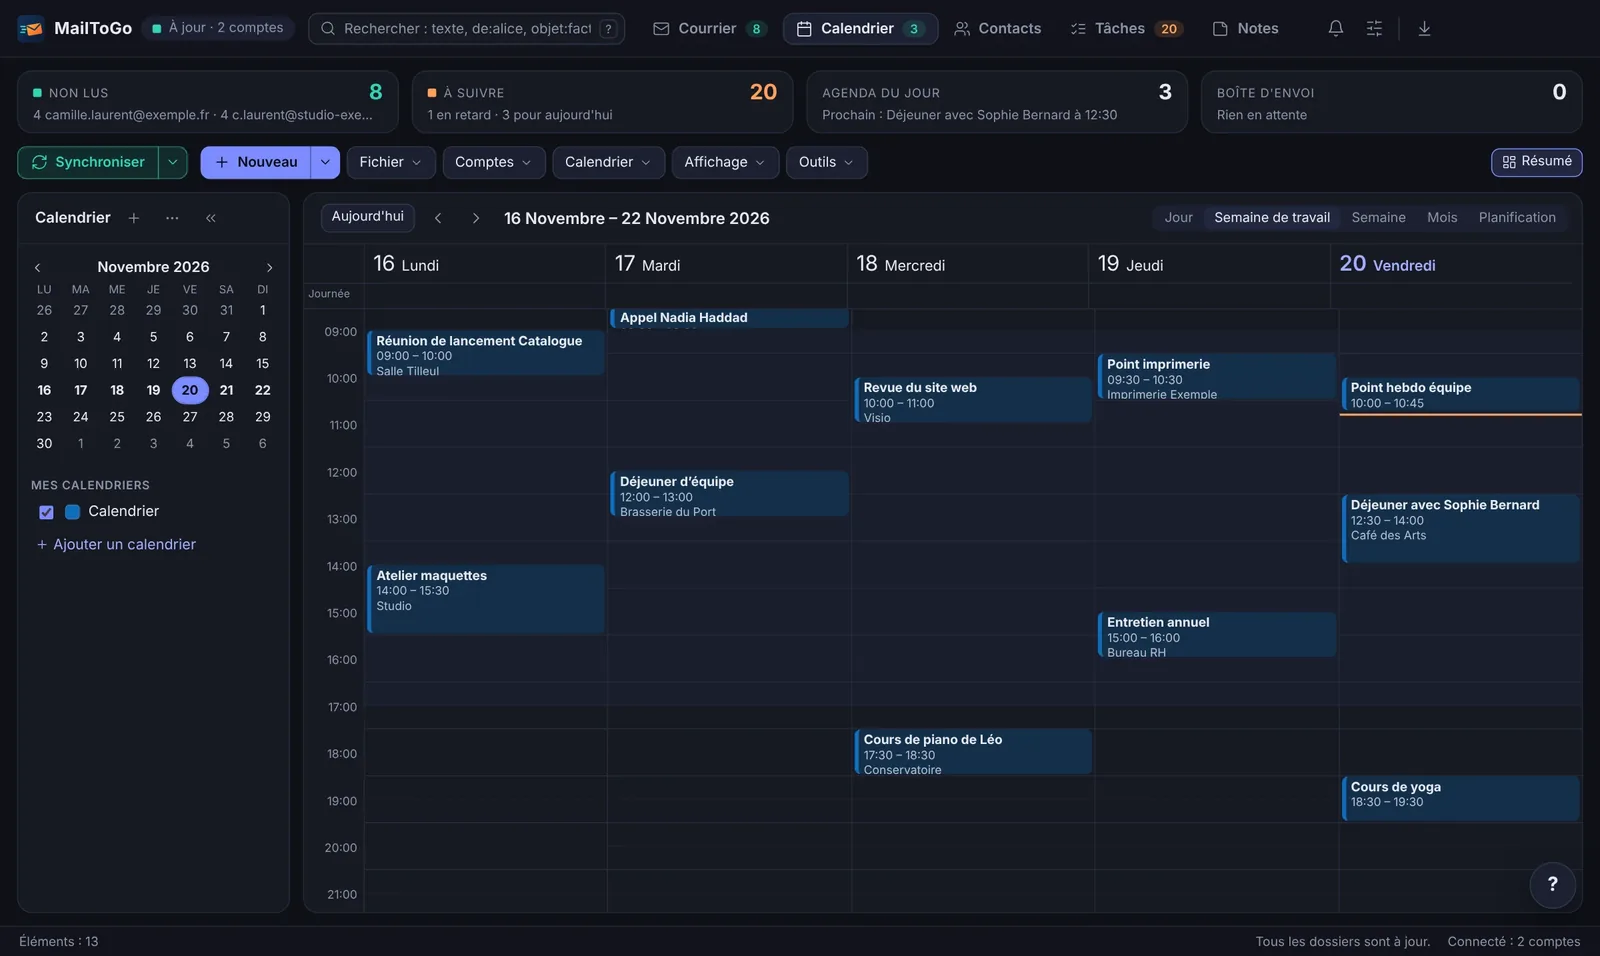 MailToGo
À jour · 2 comptes
Rechercher : texte, de:alice, objet:fact
?
Courrier 8
Calendrier 3
Contacts
Tâches 20
Notes
NON LUS 8
4 camille.laurent@exemple.fr · 4 c.laurent@studio-exe...
À SUIVRE 20
1 en retard · 3 pour aujourd'hui
AGENDA DU JOUR 3
Prochain : Déjeuner avec Sophie Bernard à 12:30
BOÎTE D'ENVOI 0
Rien en attente
Synchroniser
+ Nouveau
Fichier
Comptes
Calendrier
Affichage
Outils
Résumé
Calendrier
Novembre 2026
LU MA ME JE VE SA DI
26 27 28 29 30 31 1
2 3 4 5 6 7 8
9 10 11 12 13 14 15
16 17 18 19 20 21 22
23 24 25 26 27 28 29
30 1 2 3 4 5 6
MES CALENDRIERS
Calendrier
+ Ajouter un calendrier
Aujourd'hui
16 Novembre – 22 Novembre 2026
Jour
Semaine de travail
Semaine
Mois
Planification
16 Lundi
17 Mardi
18 Mercredi
19 Jeudi
20 Vendredi
Journée
09:00
10:00
11:00
12:00
13:00
14:00
15:00
16:00
17:00
18:00
19:00
20:00
21:00
Réunion de lancement Catalogue
09:00 – 10:00
Salle Tilleul
Atelier maquettes
14:00 – 15:30
Studio
Appel Nadia Haddad
Déjeuner d’équipe
12:00 – 13:00
Brasserie du Port
Revue du site web
10:00 – 11:00
Visio
Cours de piano de Léo
17:30 – 18:30
Conservatoire
Point imprimerie
09:30 – 10:30
Imprimerie Exemple
Entretien annuel
15:00 – 16:00
Bureau RH
Point hebdo équipe
10:00 – 10:45
Déjeuner avec Sophie Bernard
12:30 – 14:00
Café des Arts
Cours de yoga
18:30 – 19:30
?
Éléments : 13
Tous les dossiers sont à jour.
Connecté : 2 comptes